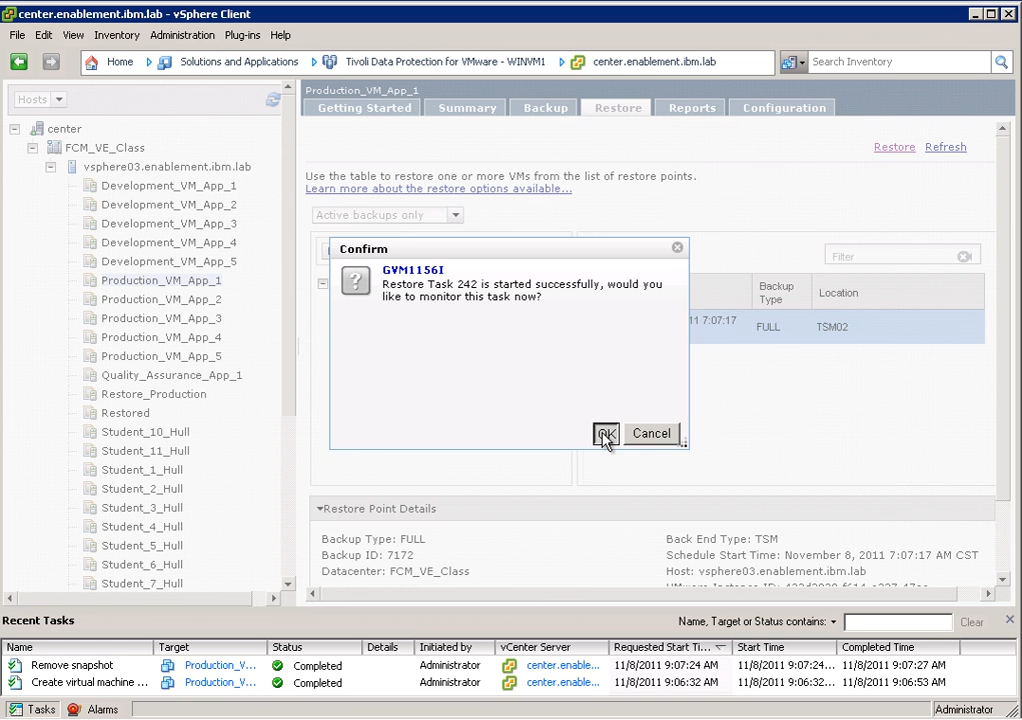 center.enablement.ibm.lab - vSphere Client
File Edit View Inventory Administration Plug-ins Help
Home Solutions and Applications Tivoli Data Protection for VMware - WINVM1 center.enablement.ibm.lab Search Inventory
Hosts
center
FCM_VE_Class
vsphere03.enablement.ibm.lab
Development_VM_App_1
Development_VM_App_2
Development_VM_App_3
Development_VM_App_4
Development_VM_App_5
Production_VM_App_1
Production_VM_App_2
Production_VM_App_3
Production_VM_App_4
Production_VM_App_5
Quality_Assurance_App_1
Restore_Production
Restored
Student_10_Hull
Student_11_Hull
Student_1_Hull
Student_2_Hull
Student_3_Hull
Student_4_Hull
Student_5_Hull
Student_6_Hull
Student_7_Hull
Production_VM_App_1
Getting Started Summary Backup Restore Reports Configuration
Restore Refresh
Use the table to restore one or more VMs from the list of restore points.
Learn more about the restore options available...
Active backups only
Filter
Backup Type Location
11 7:07:17 FULL TSM02
Confirm
GVM1156I
Restore Task 242 is started successfully, would you
like to monitor this task now?
OK Cancel
Restore Point Details
Backup Type: FULL Back End Type: TSM
Backup ID: 7172 Schedule Start Time: November 8, 2011 7:07:17 AM CST
Datacenter: FCM_VE_Class Host: vsphere03.enablement.ibm.lab
Recent Tasks Name, Target or Status contains: Clear
Name Target Status Details Initiated by vCenter Server Requested Start Ti... Start Time Completed Time
Remove snapshot Production_V... Completed Administrator center.enable... 11/8/2011 9:07:24 AM 11/8/2011 9:07:24... 11/8/2011 9:07:27 AM
Create virtual machine ... Production_V... Completed Administrator center.enable... 11/8/2011 9:06:32 AM 11/8/2011 9:06:32... 11/8/2011 9:06:53 AM
Tasks Alarms Administrator